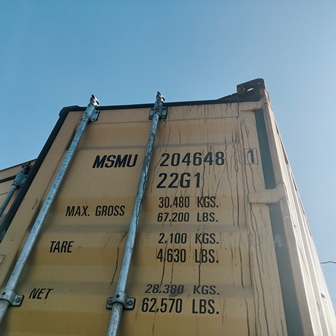 MSMU 204648 1
22G1
MAX. GROSS 30.480 KGS.
67.200 LBS.
TARE 2.100 KGS.
4.630 LBS.
NET 28.380 KGS.
62.570 LBS.